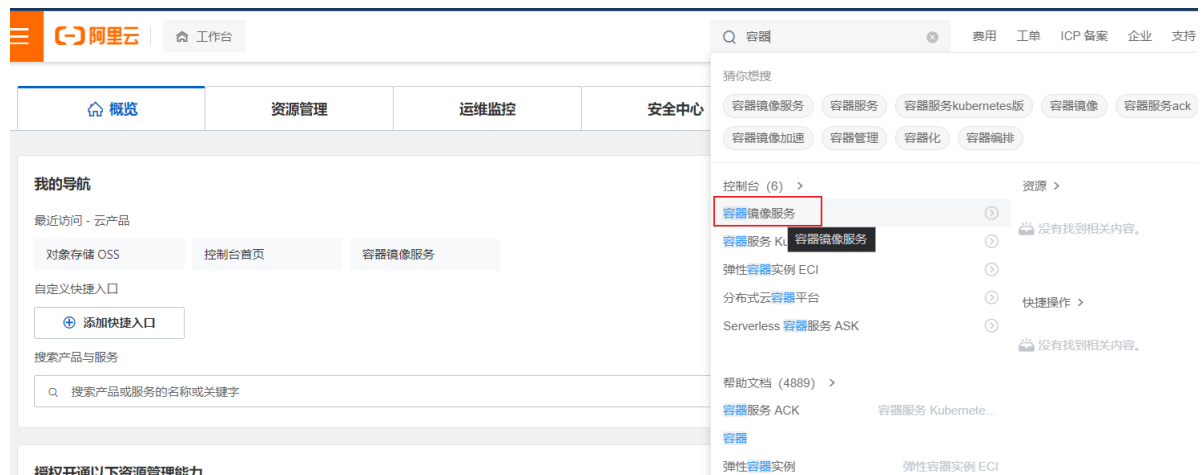 阿里云 工作台 容器 费用 工单 ICP 备案 企业 支持
概览 资源管理 运维监控 安全中心
猜你想搜
容器镜像服务 容器服务 容器服务kubernetes版 容器镜像 容器服务ack
容器镜像加速 容器管理 容器化 容器编排
我的导航
最近访问 - 云产品
对象存储 OSS 控制台首页 容器镜像服务
自定义快捷入口
添加快捷入口
搜索产品与服务
搜索产品或服务的名称或关键字
授权开通以下资源管理能力
控制台 (6) >
容器镜像服务
容器服务 Ku
容器镜像服务
弹性容器实例 ECI
分布式云容器平台
Serverless 容器服务 ASK
资源 >
没有找到相关内容。
快捷操作 >
没有找到相关内容。
帮助文档 (4889) >
容器服务 ACK 容器服务 Kubernete...
容器
弹性容器实例 弹性容器实例 ECI